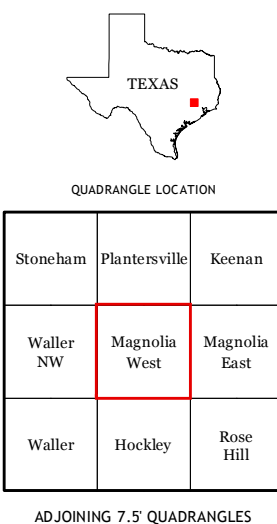 TEXAS
QUADRANGLE LOCATION
Stoneham
Plantersville
Keenan
Waller
NW
Magnolia
West
Magnolia
East
Waller
Hockley
Rose
Hill
ADJOINING 7.5' QUADRANGLES